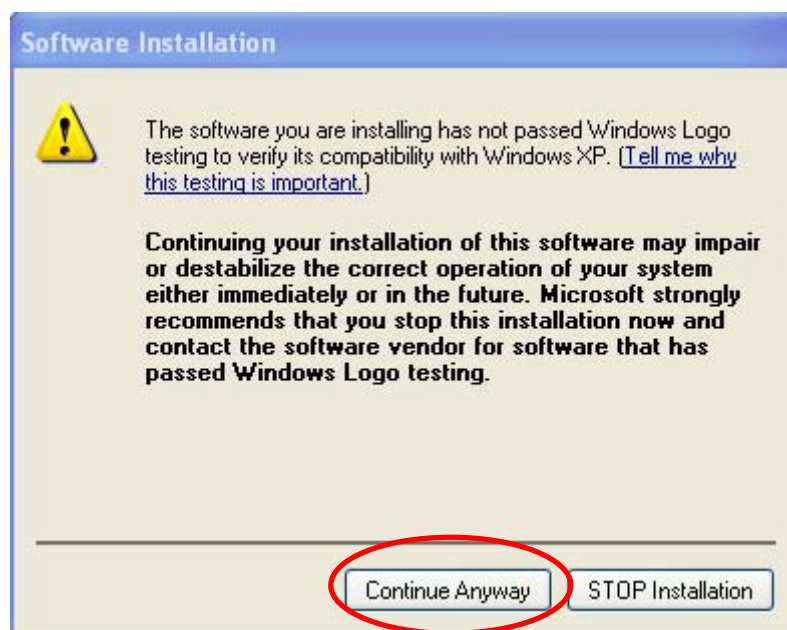 Software Installation
The software you are installing has not passed Windows Logo
testing to verify its compatibility with Windows XP. (Tell me why
this testing is important.)
Continuing your installation of this software may impair
or destabilize the correct operation of your system
either immediately or in the future. Microsoft strongly
recommends that you stop this installation now and
contact the software vendor for software that has
passed Windows Logo testing.
Continue Anyway
STOP Installation